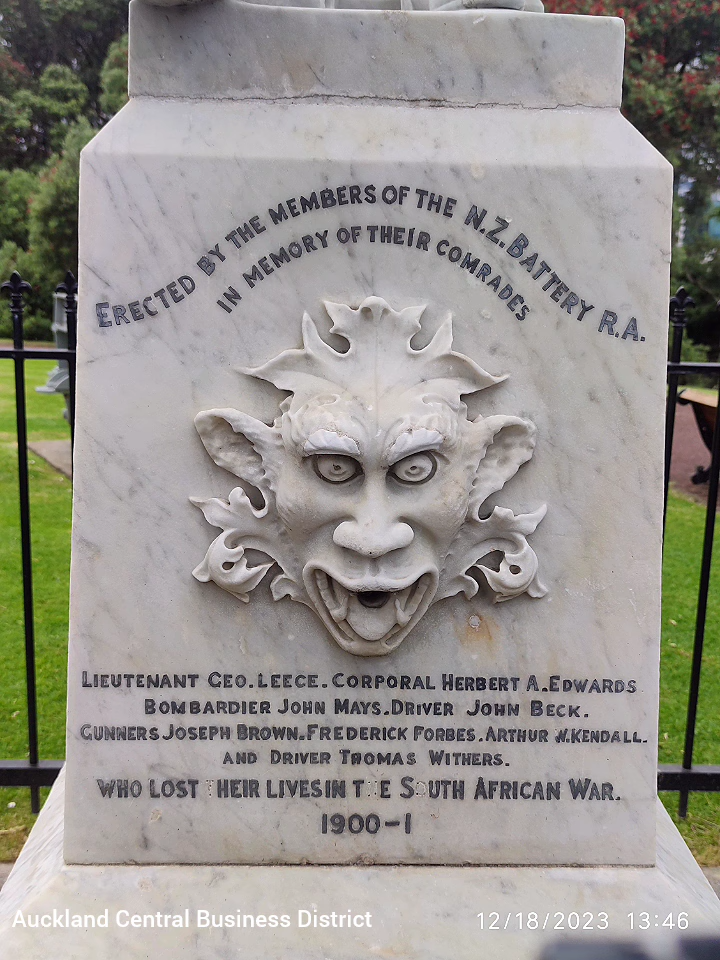 ERECTED BY THE MEMBERS OF THE N.Z. BATTERY R.A.
IN MEMORY OF THEIR COMRADES
LIEUTENANT GEO. LEECE. CORPORAL HERBERT A. EDWARDS
BOMBARDIER JOHN MAYS. DRIVER JOHN BECK.
GUNNERS JOSEPH BROWN. FREDERICK FORBES. ARTHUR W. KENDALL.
AND DRIVER THOMAS WITHERS.
WHO LOST THEIR LIVES IN THE SOUTH AFRICAN WAR.
1900-1
Auckland Central Business District 12/18/2023 13:46